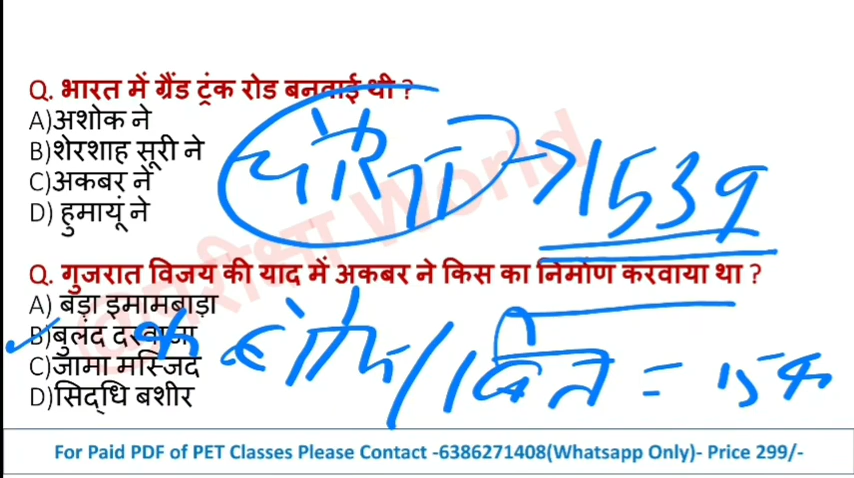 Q. भारत में ग्रैंड ट्रंक रोड बनवाई थी ?
A)अशोक ने
B)शेरशाह सूरी ने
C)अकबर ने
D) हुमायूं ने
चौसा → 1539
Q. गुजरात विजय की याद में अकबर ने किस का निर्माण करवाया था ?
A) बड़ा इमामबाड़ा
B)बुलंद दरवाजा
C)जामा मस्जिद
D)सिद्धि बशीर
For Paid PDF of PET Classes Please Contact -6386271408(Whatsapp Only)- Price 299/-